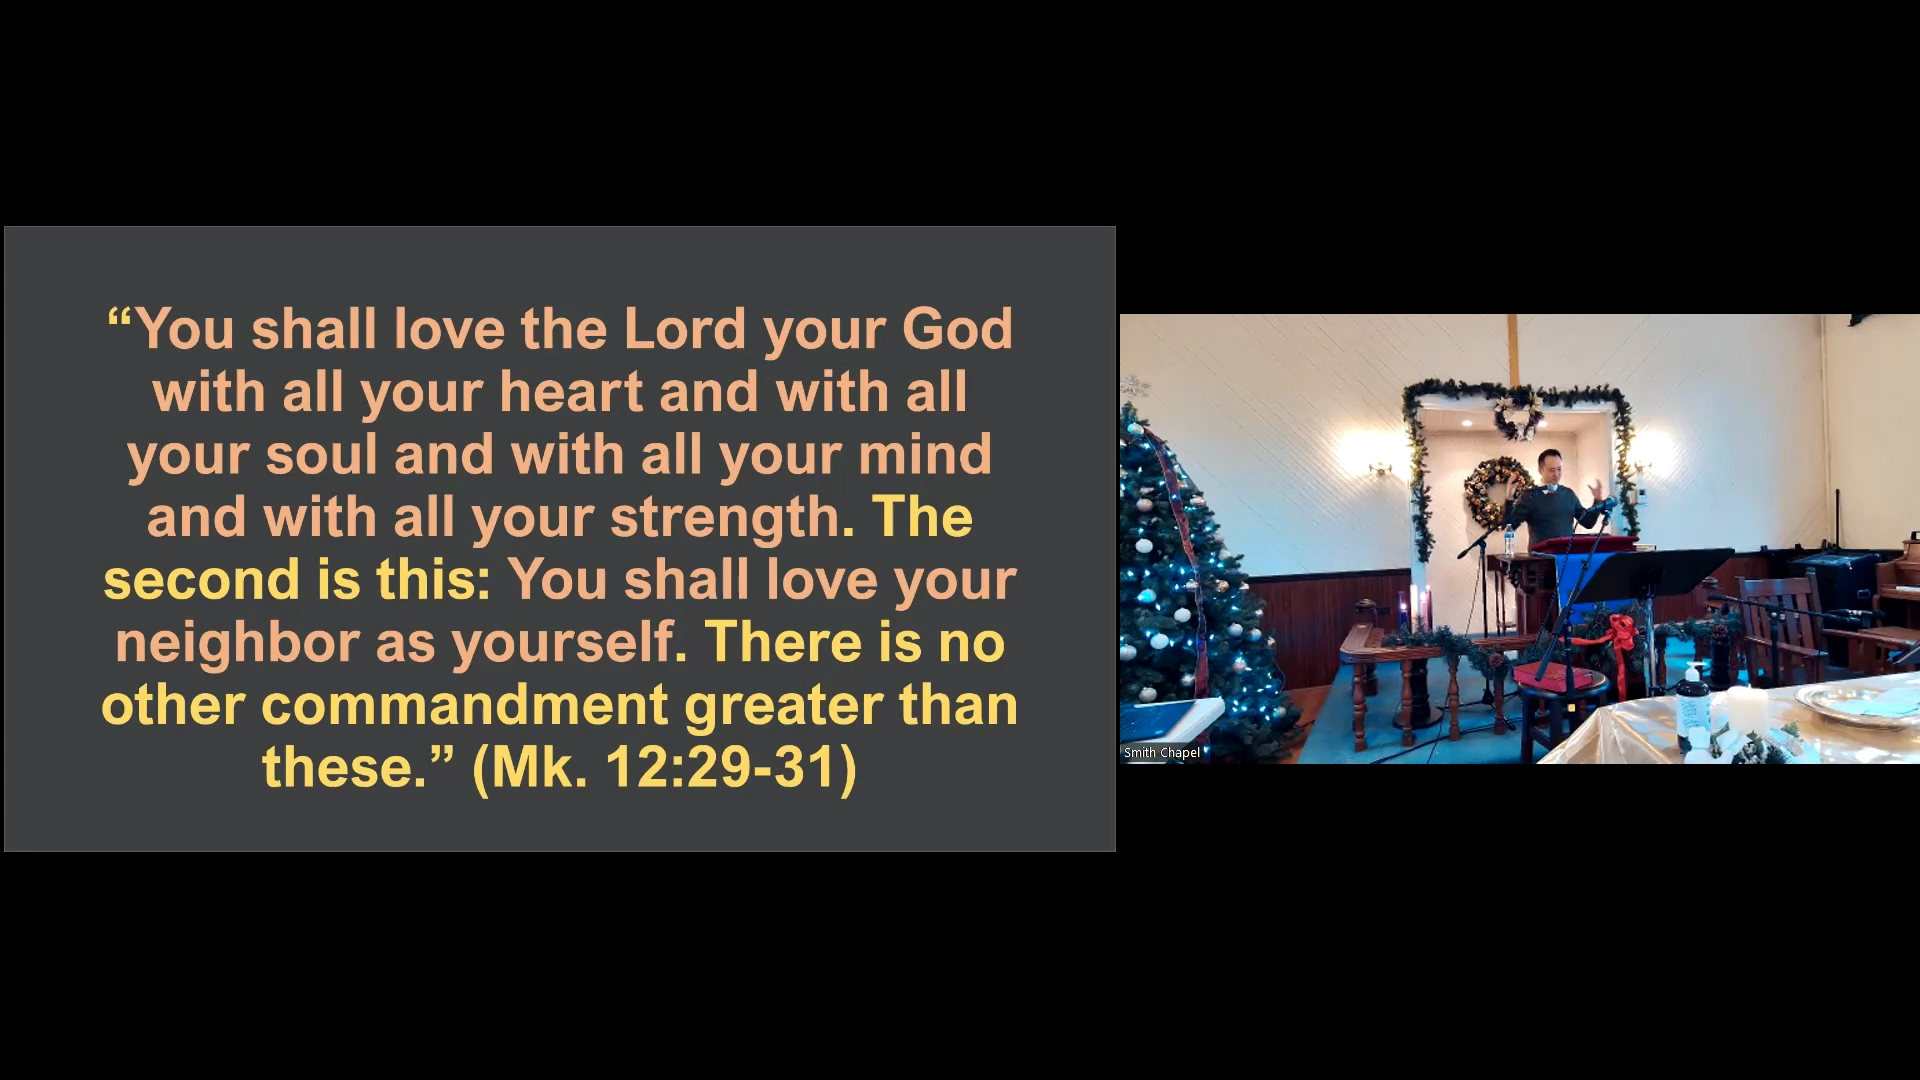 “You shall love the Lord your God
with all your heart and with all
your soul and with all your mind
and with all your strength. The
second is this: You shall love your
neighbor as yourself. There is no
other commandment greater than
these.” (Mk. 12:29-31)
Smith Chapel